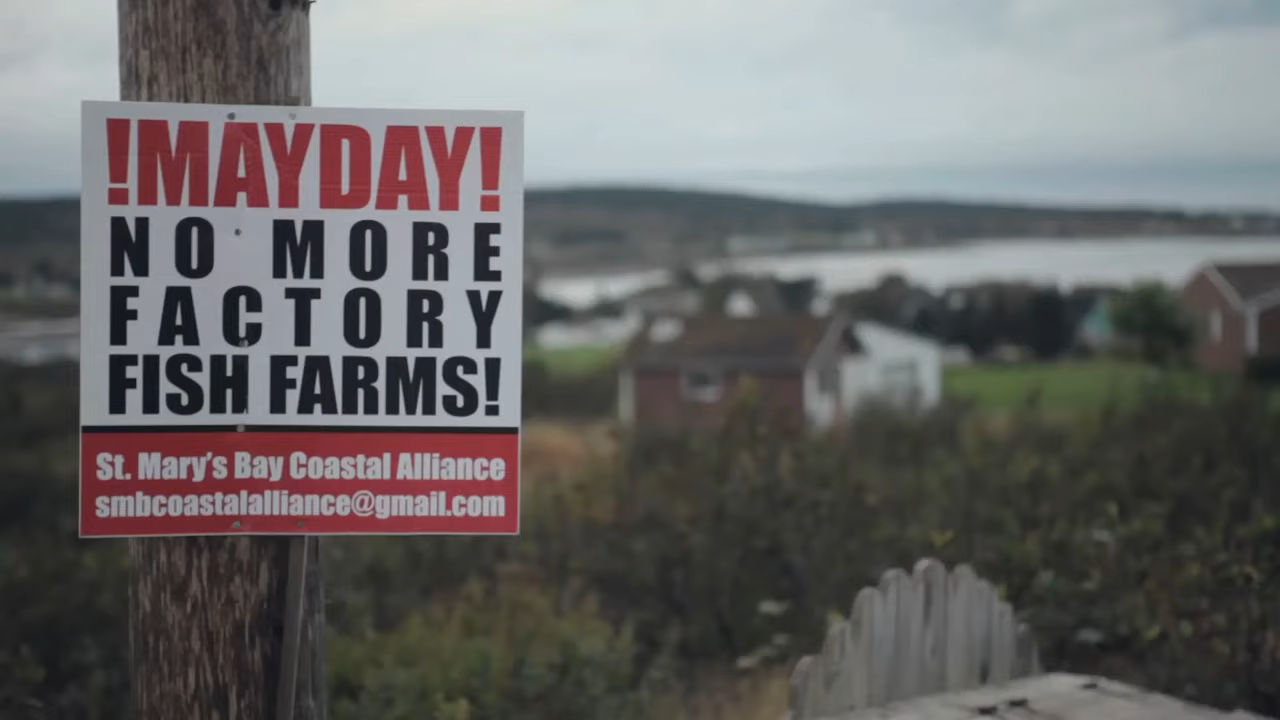 !MAYDAY!
NO MORE
FACTORY
FISH FARMS!
St. Mary's Bay Coastal Alliance
smbcoastalalliance@gmail.com